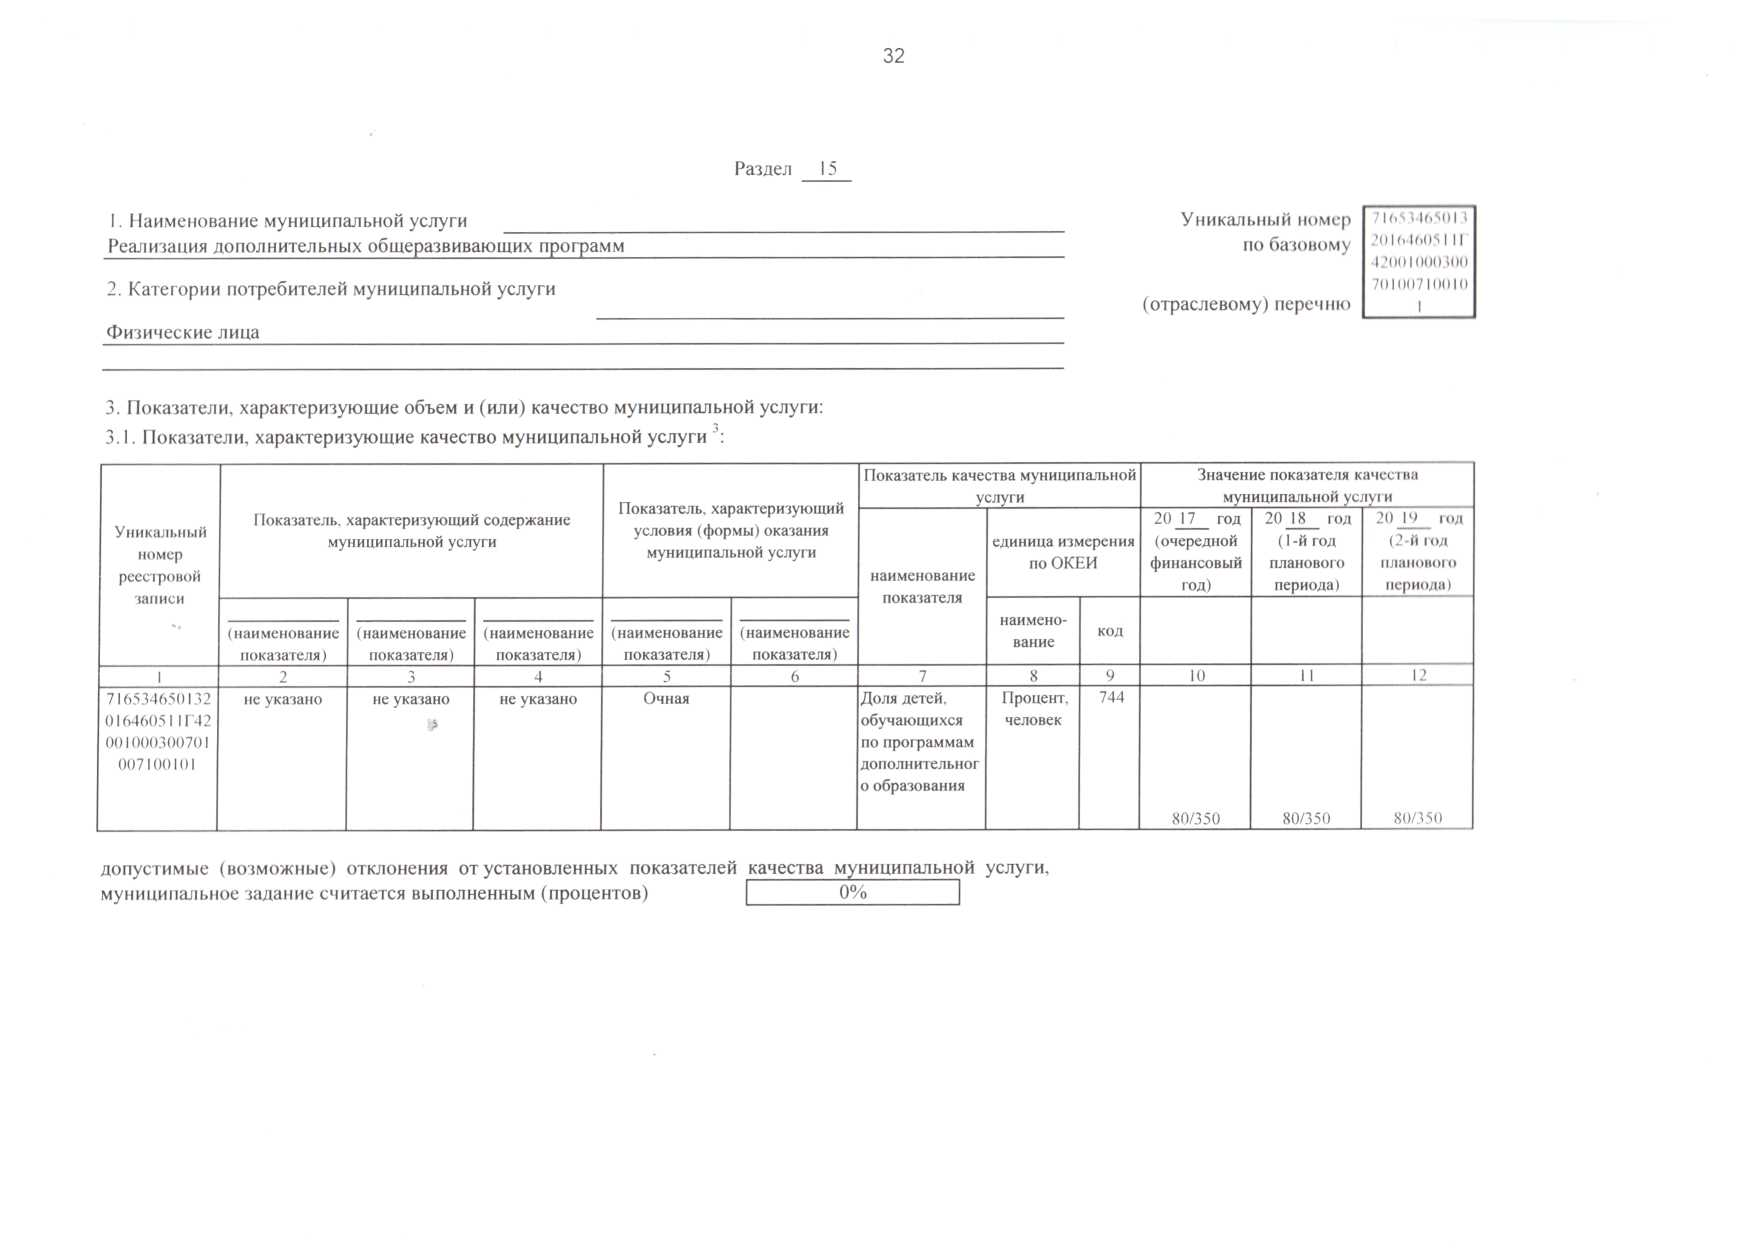 32
Раздел 15
1. Наименование муниципальной услуги
Реализация дополнительных общеразвивающих программ
2. Категории потребителей муниципальной услуги
Физические лица
Уникальный номер
по базовому
(отраслевому) перечню
71653465013
20164605111Г
42001000300
70100710010
1
3. Показатели, характеризующие объем и (или) качество муниципальной услуги:
3.1. Показатели, характеризующие качество муниципальной услуги 3:
Уникальный
номер
реестровой
записи
Показатель, характеризующий содержание
муниципальной услуги
Показатель, характеризующий
условия (формы) оказания
муниципальной услуги
Показатель качества муниципальной
услуги
Значение показателя качества
муниципальной услуги
наименование
показателя
единица измерения
по ОКЕИ
20 17 год
(очередной
финансовый
год)
20 18 год
(1-й год
планового
периода)
20 19 год
(2-й год
планового
периода)
(наименование
показателя)
(наименование
показателя)
(наименование
показателя)
(наименование
показателя)
(наименование
показателя)
наимено-
вание
код
1 2 3 4 5 6 7 8 9 10 11 12
716534650132
016460511Г42
001000300701
007100101
не указано
не указано
не указано
Очная
Доля детей,
обучающихся
по программам
дополнительног
о образования
Процент,
человек
744
80/350
80/350
80/350
допустимые (возможные) отклонения от установленных показателей качества муниципальной услуги,
муниципальное задание считается выполненным (процентов) 0%